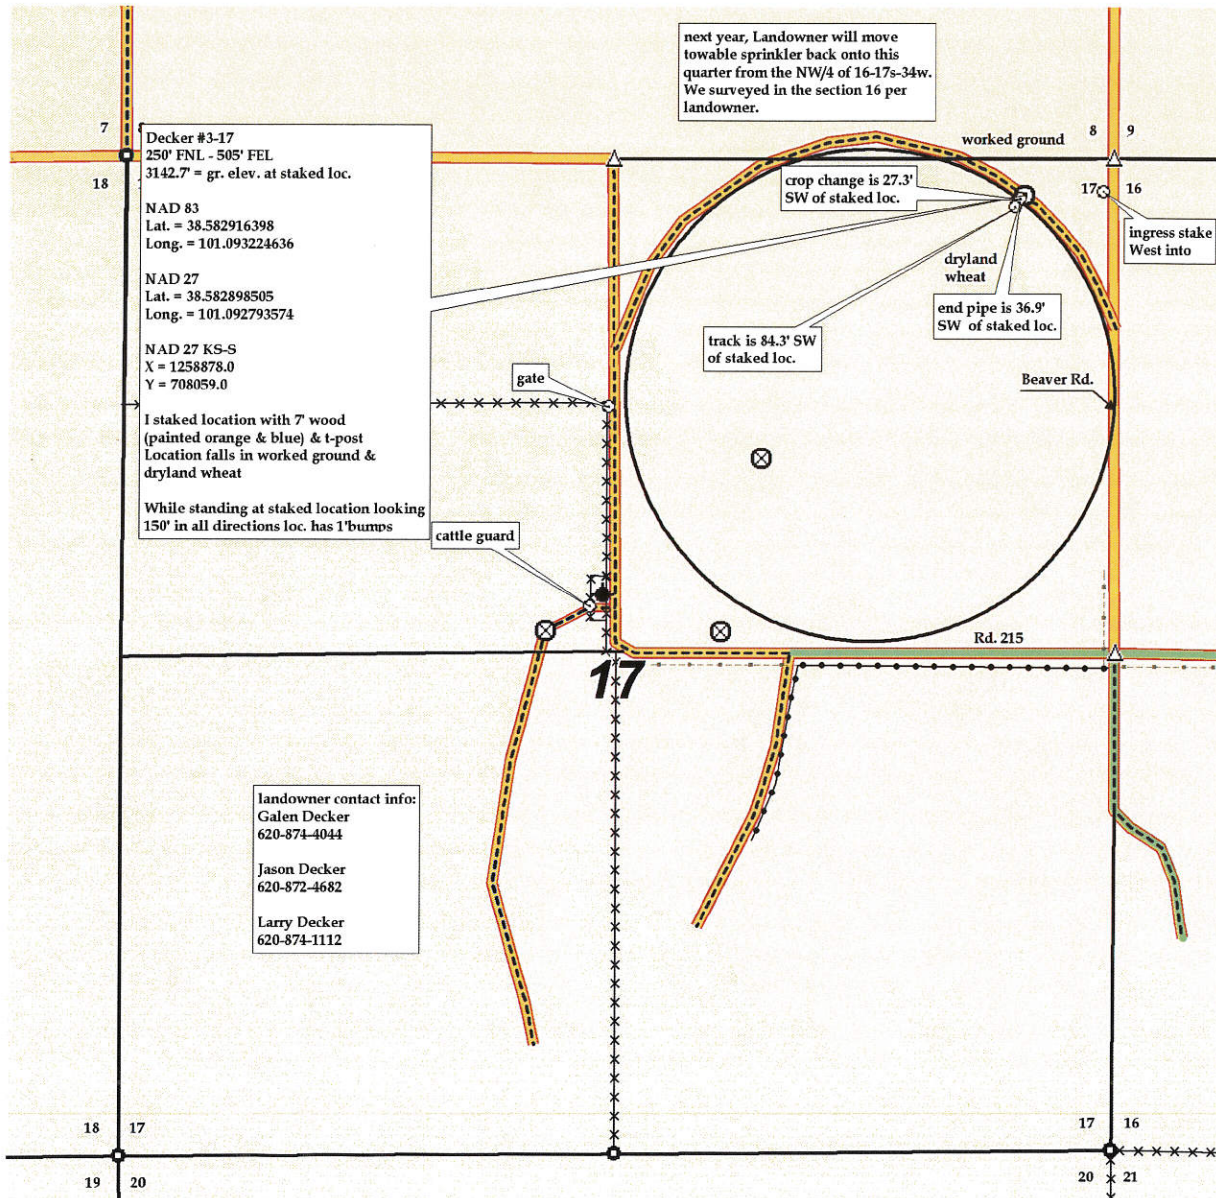 next year, Landowner will move
towable sprinkler back onto this
quarter from the NW/4 of 16-17s-34w.
We surveyed in the section 16 per
landowner.
7
8 9
worked ground
Decker #3-17
250' FNL - 505' FEL
3142.7' = gr. elev. at staked loc.
NAD 83
Lat. = 38.582916398
Long. = 101.093224636
NAD 27
Lat. = 38.582898505
Long. = 101.092793574
NAD 27 KS-S
X = 1258878.0
Y = 708059.0
I staked location with 7' wood
(painted orange & blue) & t-post
Location falls in worked ground &
dryland wheat
While standing at staked location looking
150' in all directions loc. has 1'bumps
18
crop change is 27.3'
SW of staked loc.
17 16
ingress stake
West into
dryland
wheat
end pipe is 36.9'
SW of staked loc.
track is 84.3' SW
of staked loc.
gate
Beaver Rd.
cattle guard
Rd. 215
17
landowner contact info:
Galen Decker
620-874-4044
Jason Decker
620-872-4682
Larry Decker
620-874-1112
18 17
17 16
19 20
20 21